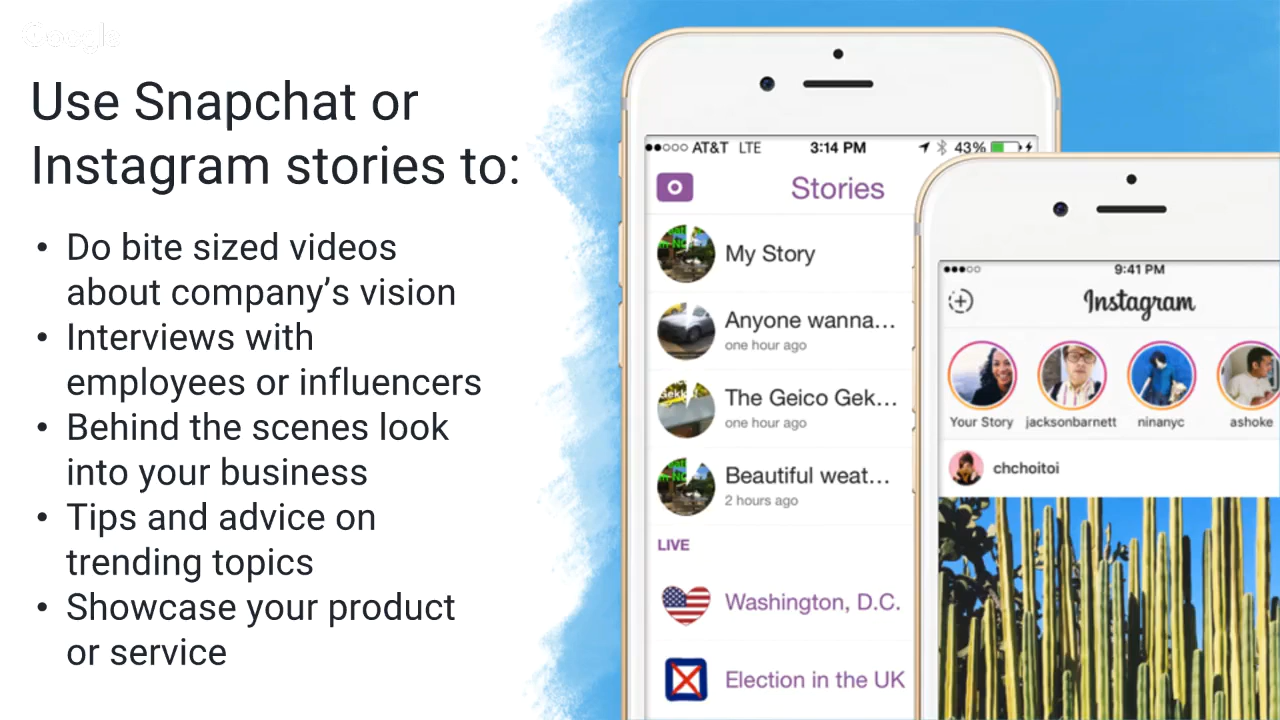 Google
Use Snapchat or
Instagram stories to:
• Do bite sized videos
about company's vision
• Interviews with
employees or influencers
• Behind the scenes look
into your business
• Tips and advice on
trending topics
• Showcase your product
or service
AT&T LTE 3:14 PM 43%
Stories
My Story
Anyone wanna...
one hour ago
The Geico Gek...
one hour ago
Beautiful weat...
2 hours ago
LIVE
Washington, D.C.
Election in the UK
9:41 PM
Instagram
Your Story jacksonbarnett ninanyc ashoke
chchoitoi